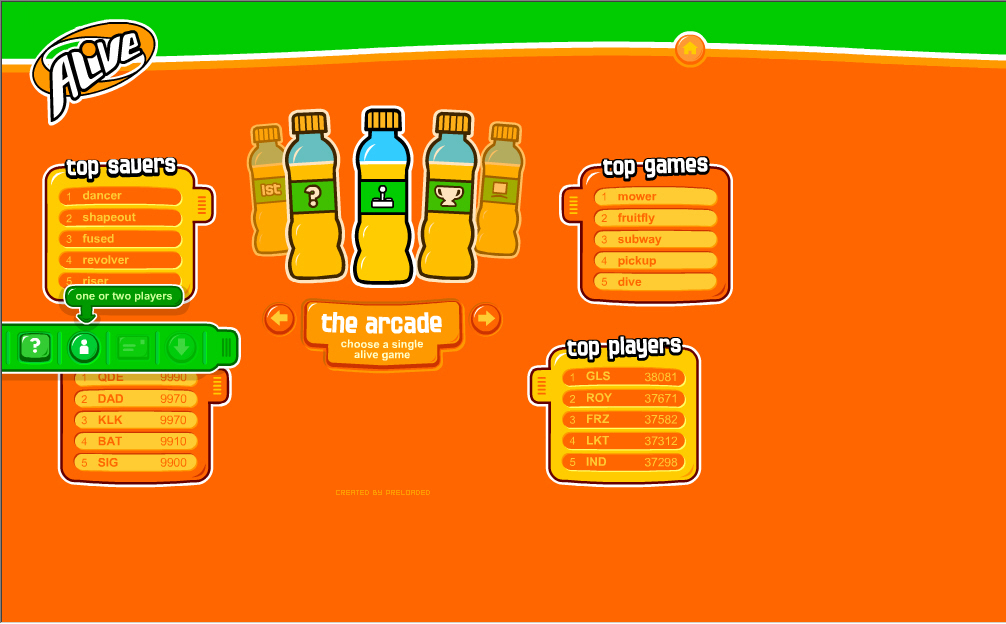 ALiVE
top-savers
1 dancer
2 shapeout
3 fused
4 revolver
5 riser
one or two players
?
1 QDE 9990
2 DAD 9970
3 KLK 9970
4 BAT 9910
5 SIG 9900
1st
?
the arcade
choose a single
alive game
CREATED BY PRELOADED
top-games
1 mower
2 fruitfly
3 subway
4 pickup
5 dive
top-players
1 GLS 38081
2 ROY 37671
3 FRZ 37582
4 LKT 37312
5 IND 37298